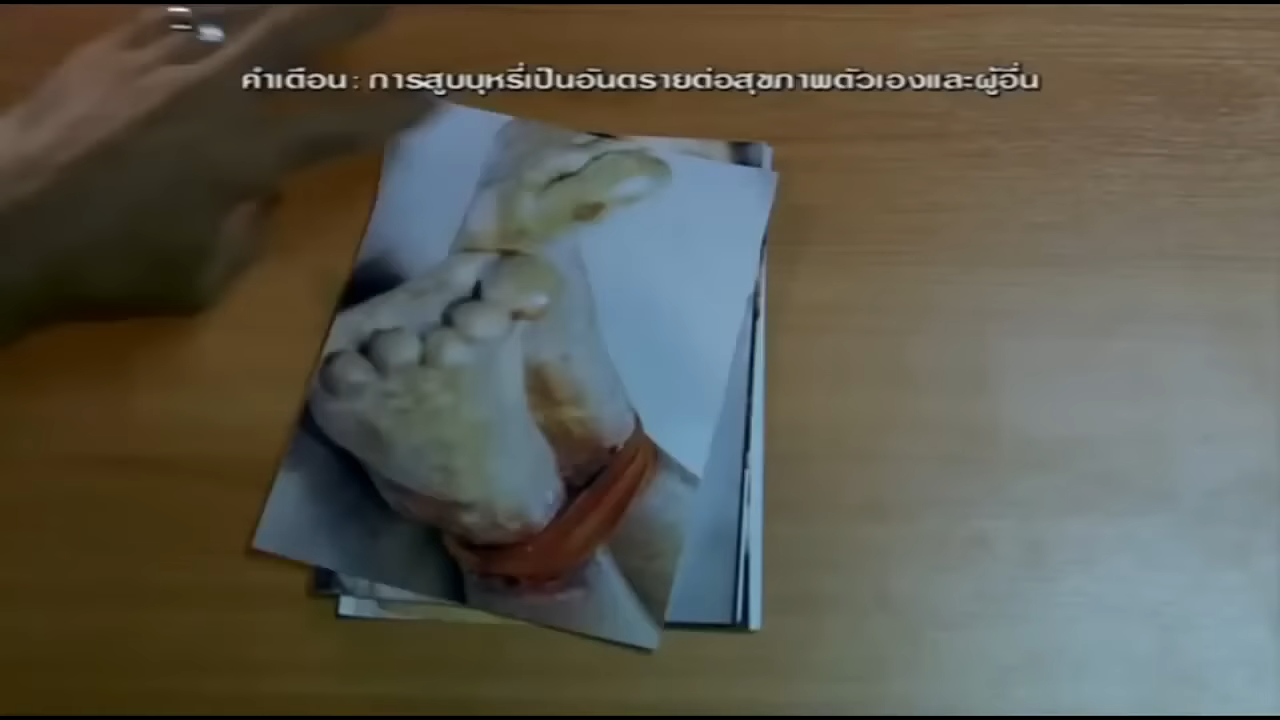 คำเตือน : การสูบบุหรี่เป็นอันตรายต่อสุขภาพตัวเองและผู้อื่น